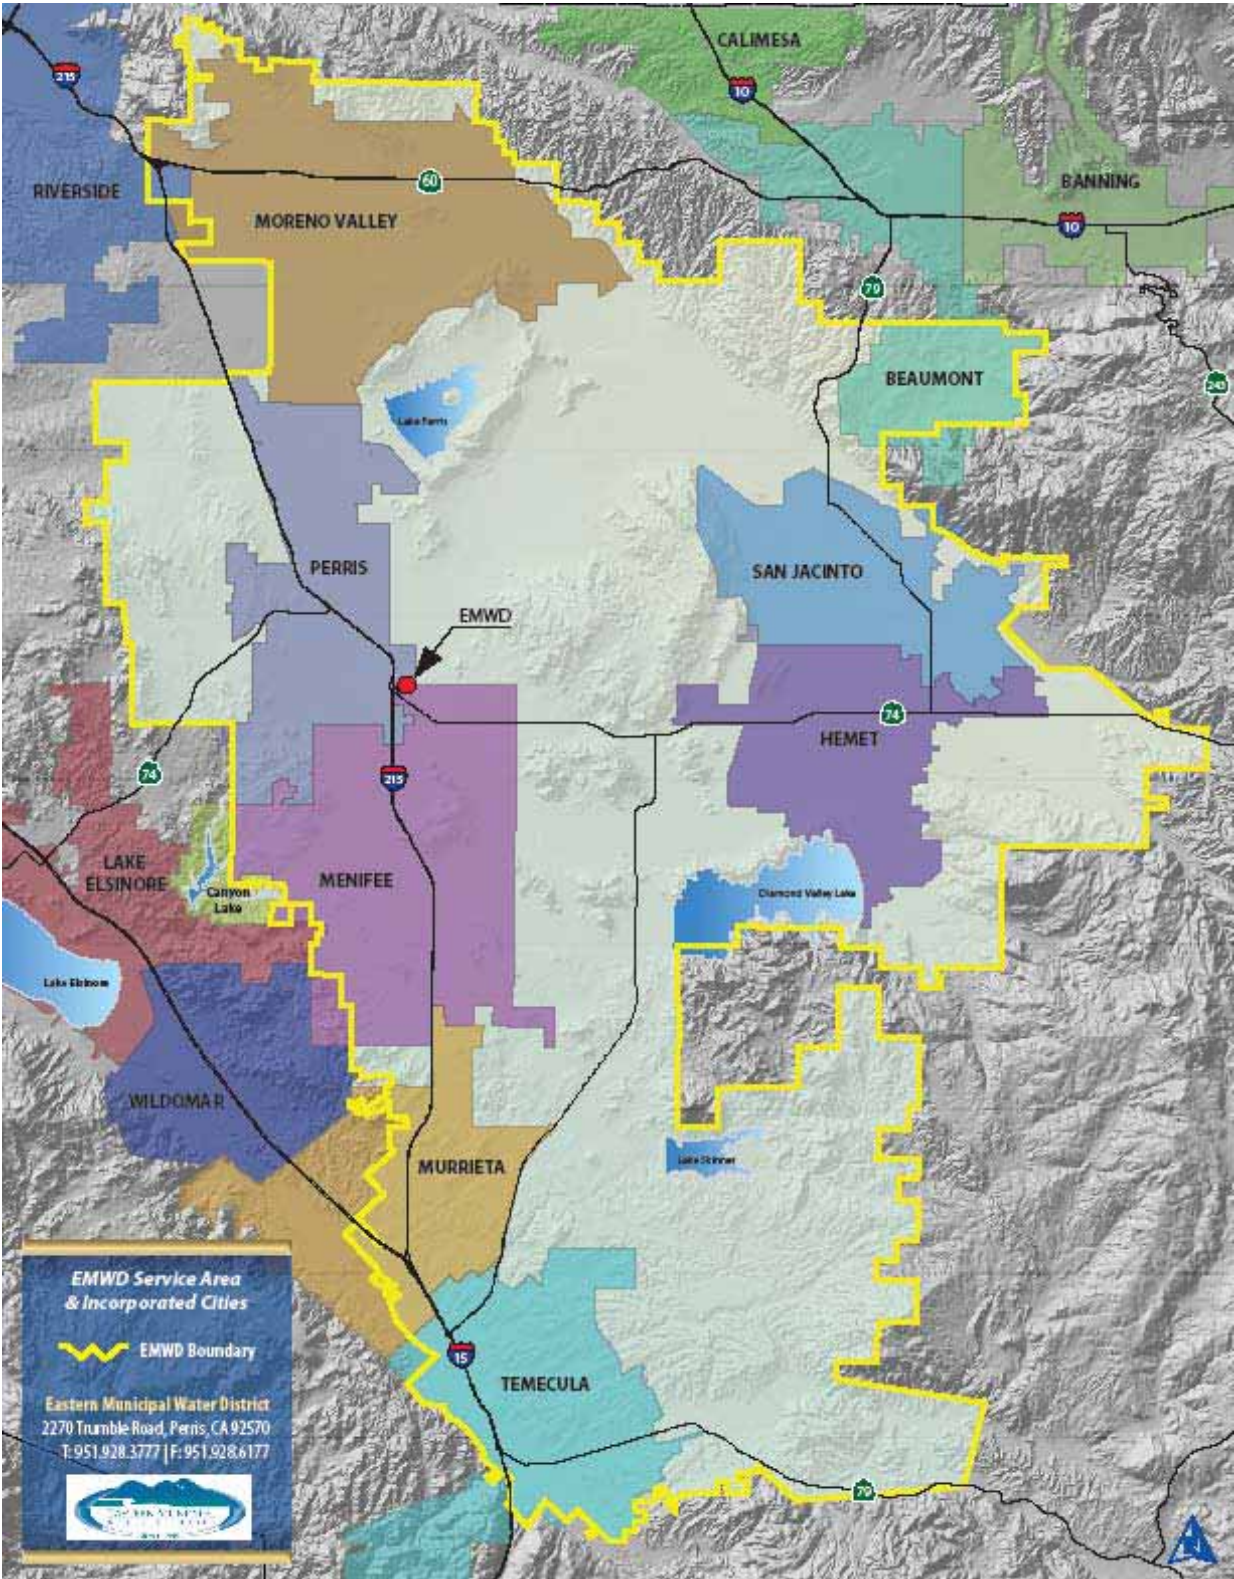 CALIMESA
215
10
RIVERSIDE
60
BANNING
MORENO VALLEY
10
79
BEAUMONT
243
Lake Perris
PERRIS
SAN JACINTO
EMWD
74
HEMET
74
215
LAKE
ELSINORE
MENIFEE
Canyon
Lake
Diamond Valley Lake
Lake Elsinore
WILDOMAR
MURRIETA
Lake Skinner
EMWD Service Area
& Incorporated Cities
EMWD Boundary
15
TEMECULA
Eastern Municipal Water District
2270 Trumble Road, Perris, CA 92570
T: 951.928.3777 | F: 951.928.6177
79
N